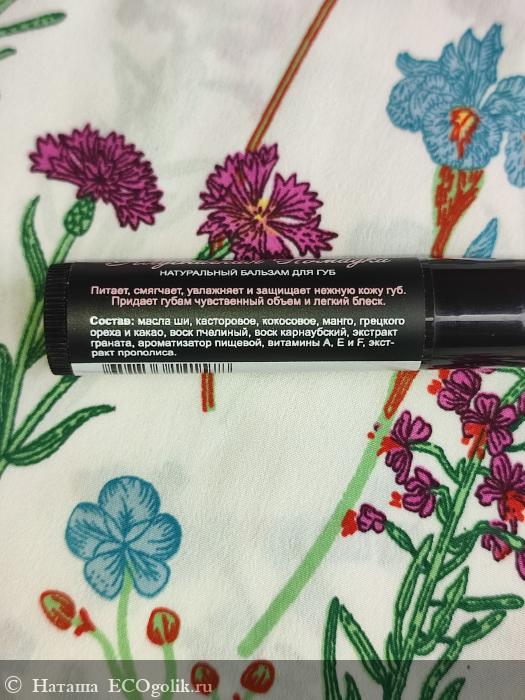 НАТУРАЛЬНЫЙ БАЛЬЗАМ ДЛЯ ГУБ
Питает, смягчает, увлажняет и защищает нежную кожу губ.
Придает губам чувственный объем и легкий блеск.
Состав: масла ши, касторовое, кокосовое, манго, грецкого
ореха и какао, воск пчелиный, воск карнаубский, экстракт
граната, ароматизатор пищевой, витамины А, Е и F, экст-
ракт прополиса.
© Наташа ECOgolik.ru